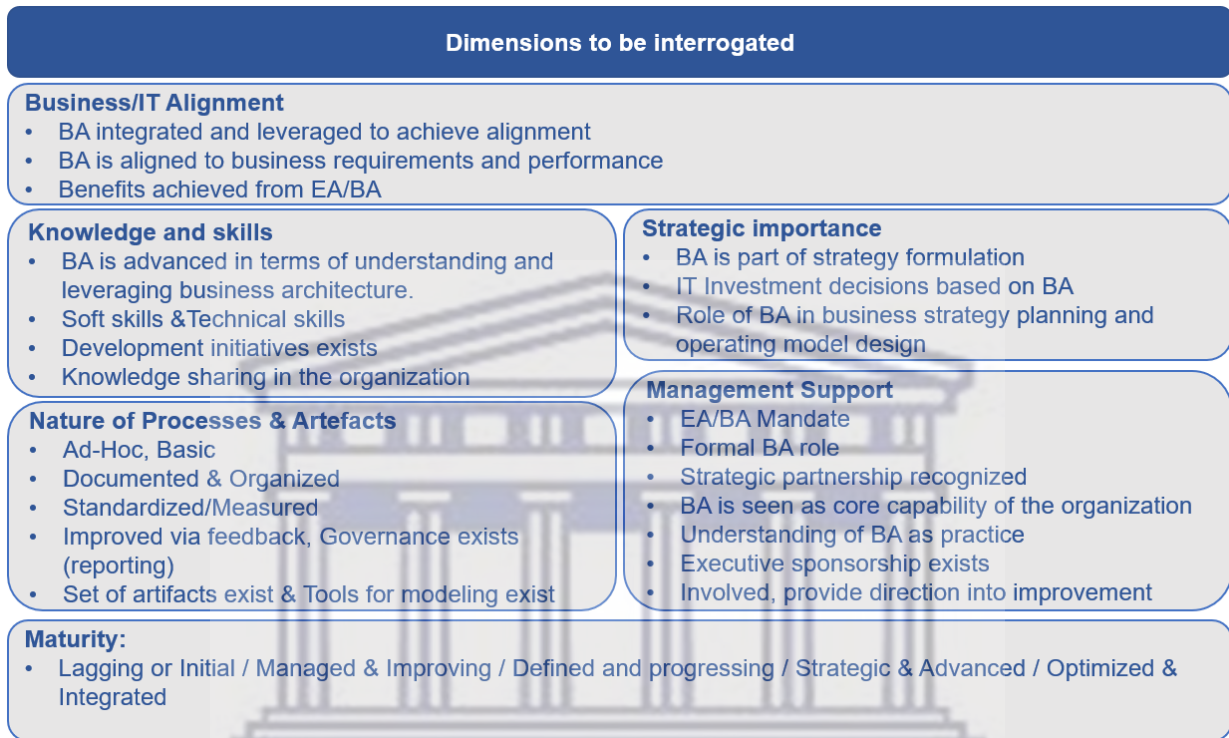 Dimensions to be interrogated
Business/IT Alignment
• BA integrated and leveraged to achieve alignment
• BA is aligned to business requirements and performance
• Benefits achieved from EA/BA
Knowledge and skills
• BA is advanced in terms of understanding and
leveraging business architecture.
• Soft skills &Technical skills
• Development initiatives exists
• Knowledge sharing in the organization
Strategic importance
• BA is part of strategy formulation
• IT Investment decisions based on BA
• Role of BA in business strategy planning and
operating model design
Nature of Processes & Artefacts
• Ad-Hoc, Basic
• Documented & Organized
• Standardized/Measured
• Improved via feedback, Governance exists
(reporting)
• Set of artifacts exist & Tools for modeling exist
Management Support
• EA/BA Mandate
• Formal BA role
• Strategic partnership recognized
• BA is seen as core capability of the organization
• Understanding of BA as practice
• Executive sponsorship exists
• Involved, provide direction into improvement
Maturity:
• Lagging or Initial / Managed & Improving / Defined and progressing / Strategic & Advanced / Optimized &
Integrated